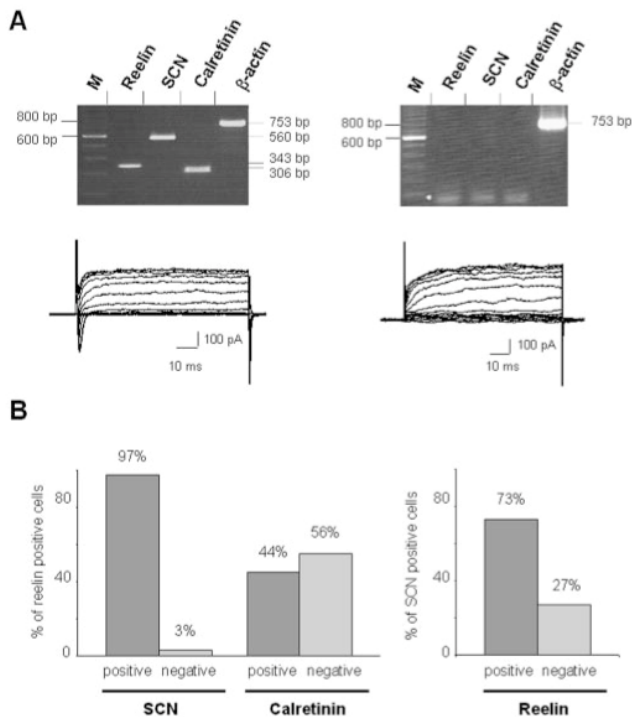 A
M Reelin SCN Calretinin β-actin
800 bp
600 bp
753 bp
560 bp
343 bp
306 bp
M Reelin SCN Calretinin β-actin
800 bp
600 bp
753 bp
100 pA
10 ms
100 pA
10 ms
B
% of reelin positive cells
80
40
0
97%
3%
44%
56%
positive negative positive negative
SCN Calretinin
% of SCN positive cells
80
40
0
73%
27%
positive negative
Reelin